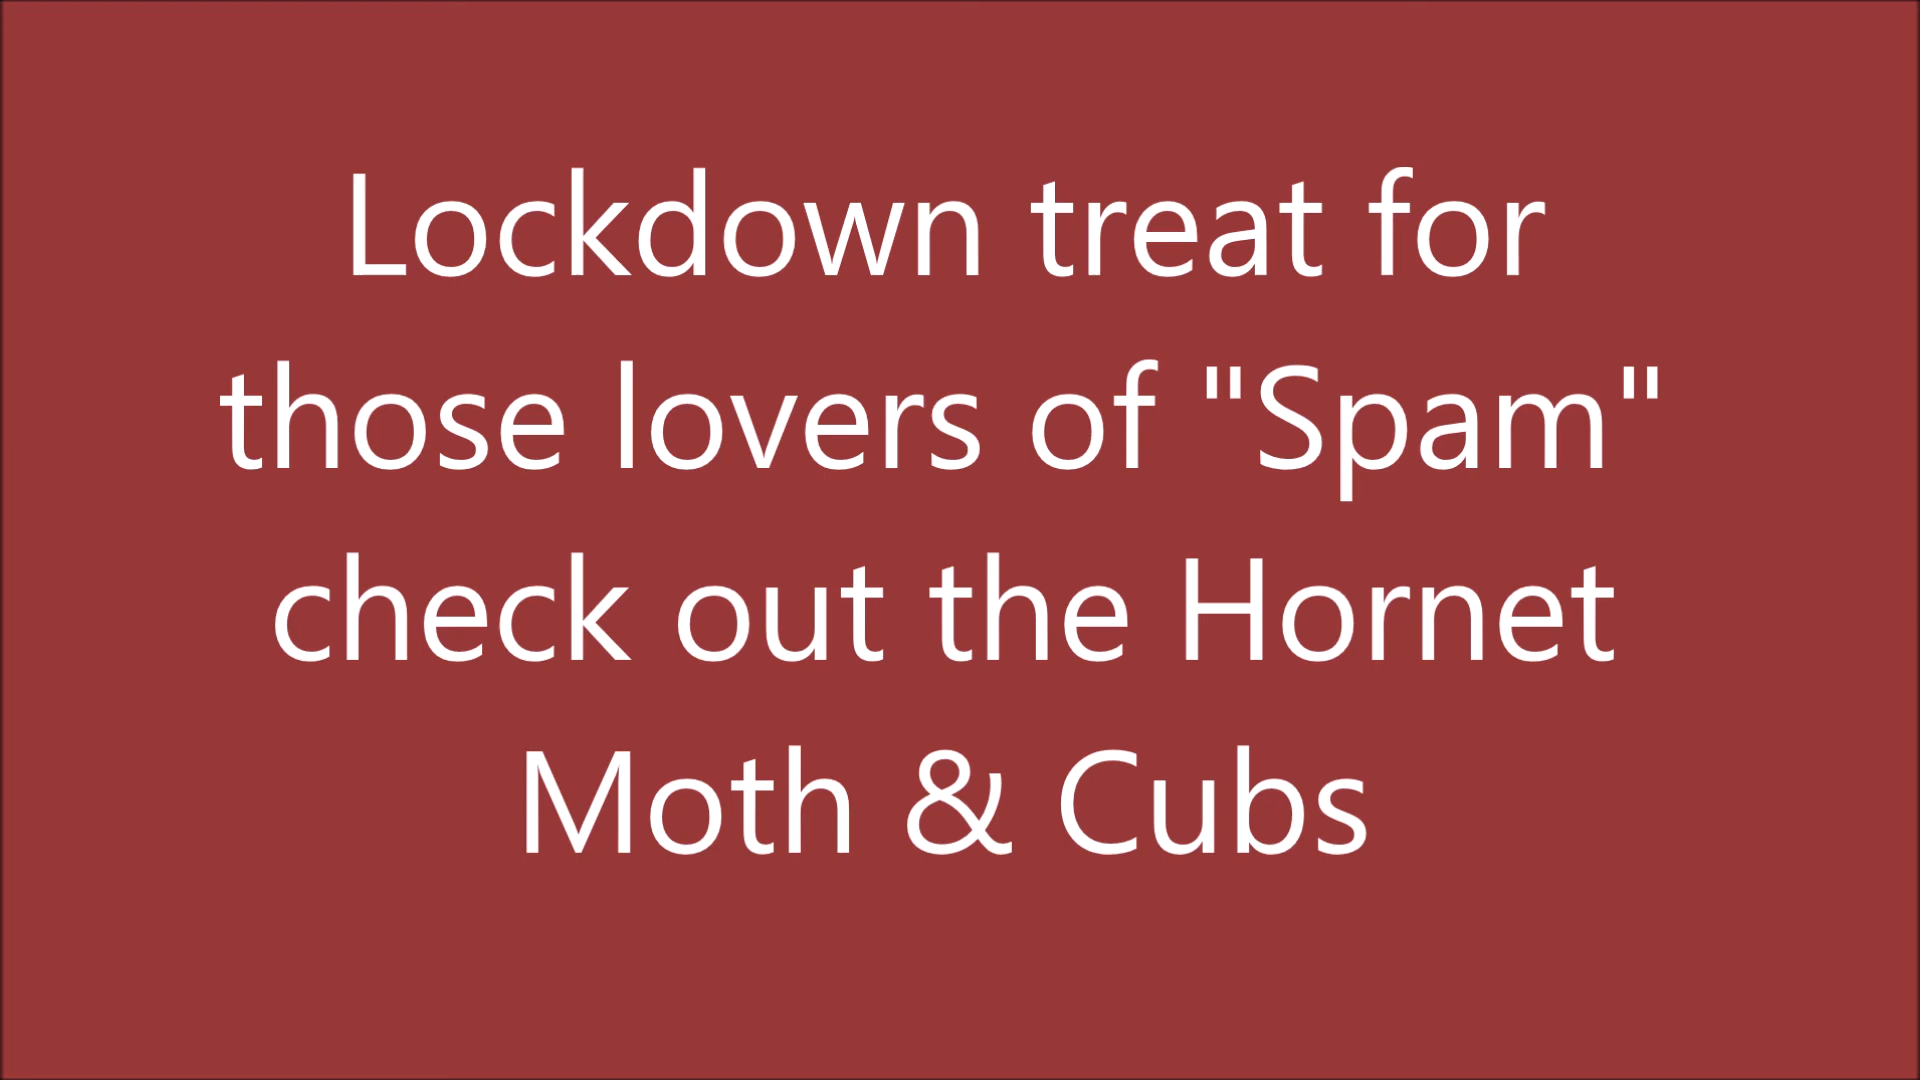 Lockdown treat for
those lovers of "Spam"
check out the Hornet
Moth & Cubs